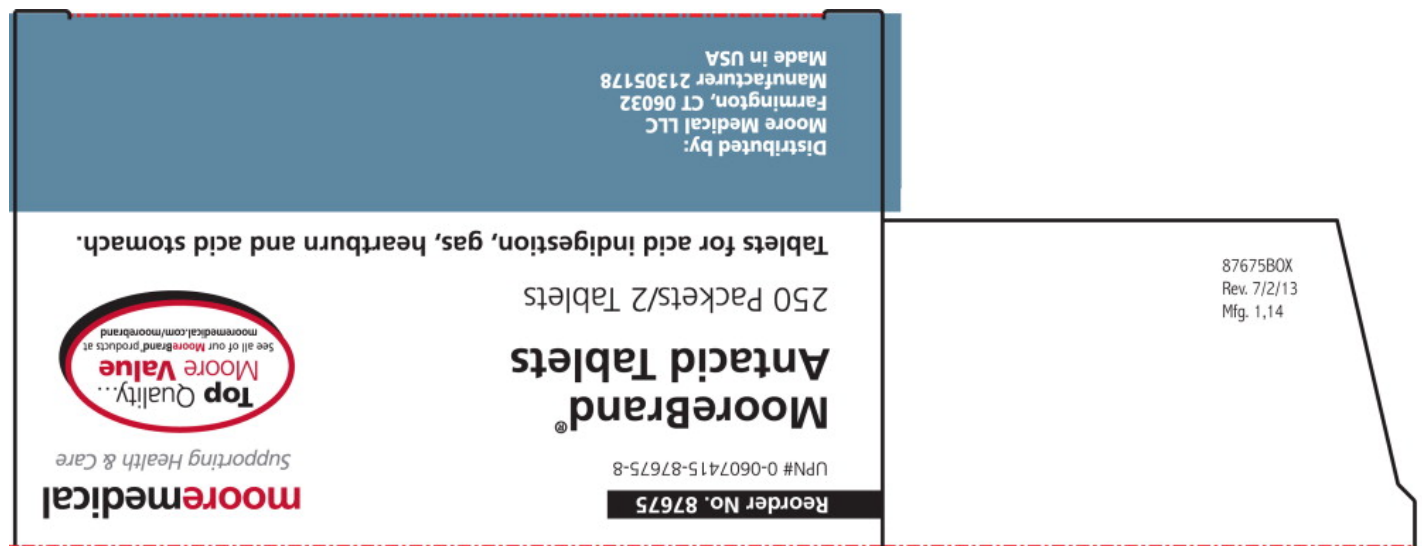 Reorder No. 87675
UPN# 0-0607415-87675-8
MooreBrand®
Antacid Tablets
250 Packets/2 Tablets
Tablets for acid indigestion, gas, heartburn and acid stomach.
mooremedical
Supporting Health & Care
Top Quality...
Moore Value
See all of our MooreBrand® products at
mooremedical.com/moorebrand
Distributed by:
Moore Medical LLC
Farmington, CT 06032
Manufacturer 21305178
Made in USA
87675BOX
Rev. 7/2/13
Mfg. 1,14